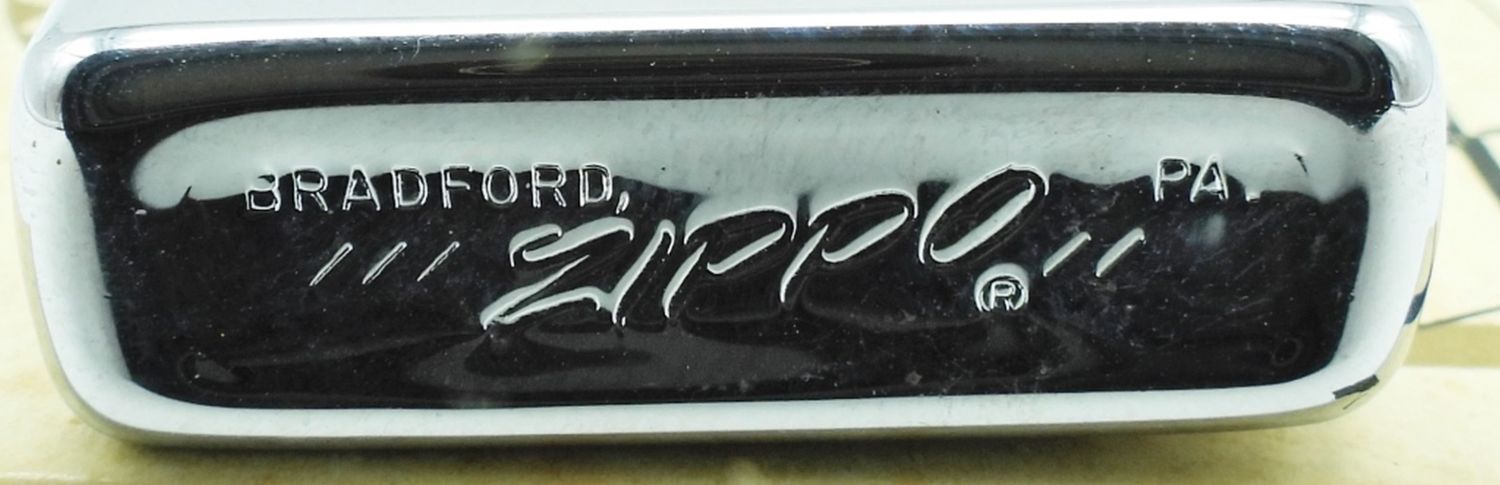 BRADFORD, PA.
/// ZIPPO ® //